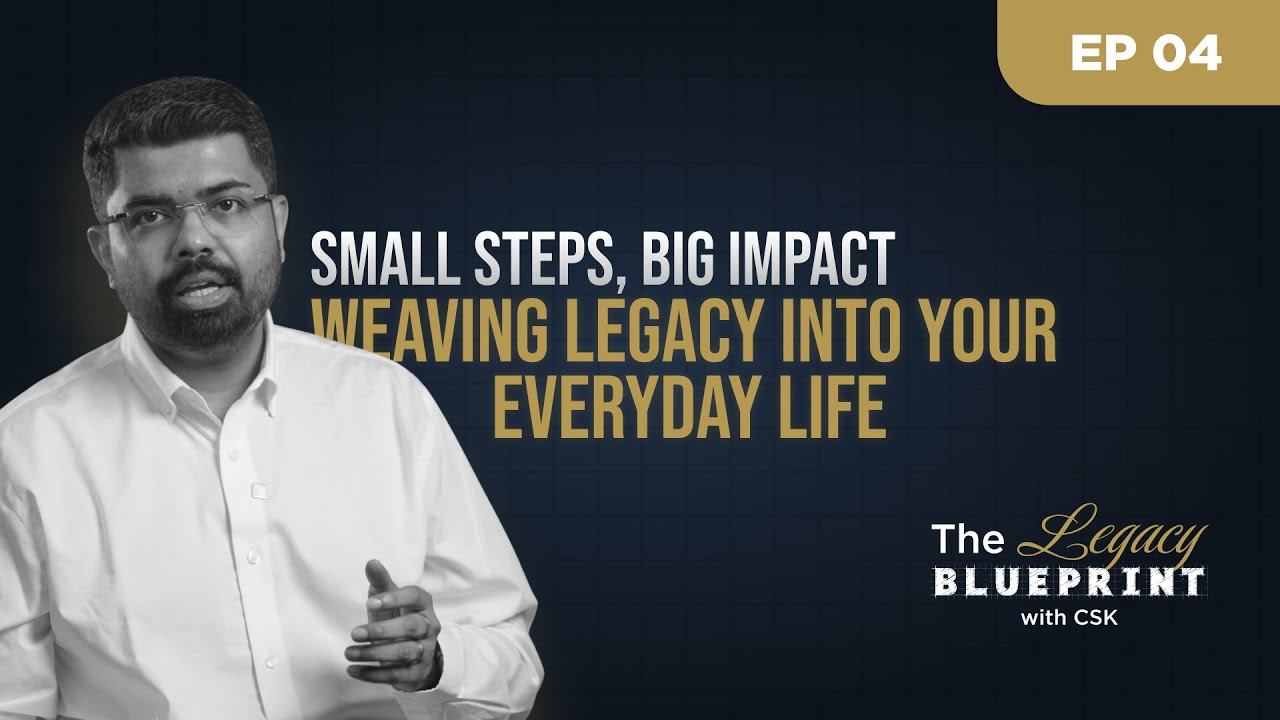 EP 04
SMALL STEPS, BIG IMPACT
WEAVING LEGACY INTO YOUR
EVERYDAY LIFE
The Legacy
BLUEPRINT
with CSK